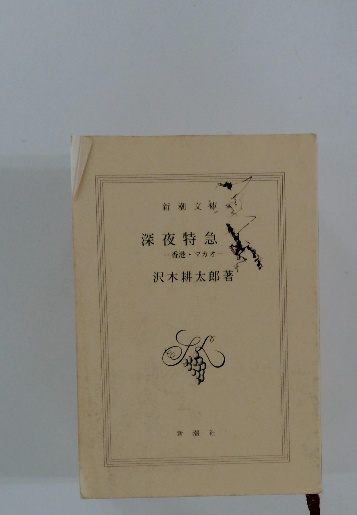 新潮文庫
深夜特急
—香港・マカオ—
沢木耕太郎著
新潮社